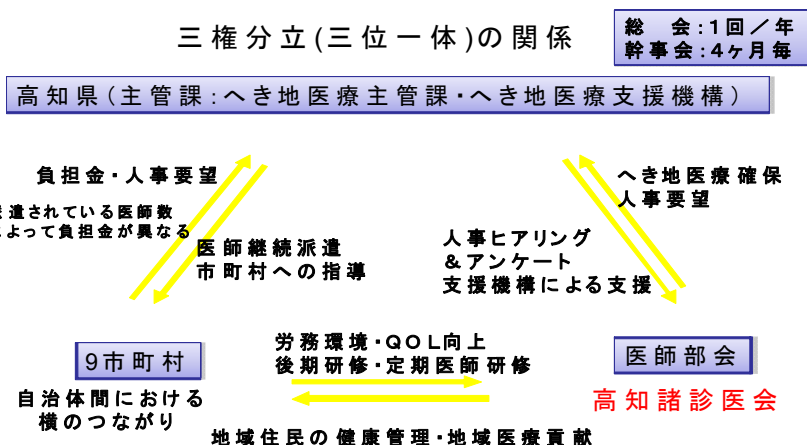 三権分立(三位一体)の関係
総 会:1回/年
幹事会:4ヶ月毎
高知県(主管課:へき地医療主管課・へき地医療支援機構)
負担金・人事要望
遣されている医師数
よって負担金が異なる
医師継続派遣
市町村への指導
へき地医療確保
人事要望
人事ヒアリング
&アンケート
支援機構による支援
9市町村
自治体間における
横のつながり
労務環境・QOL向上
後期研修・定期医師研修
地域住民の健康管理・地域医療貢献
医師部会
高知諸診医会